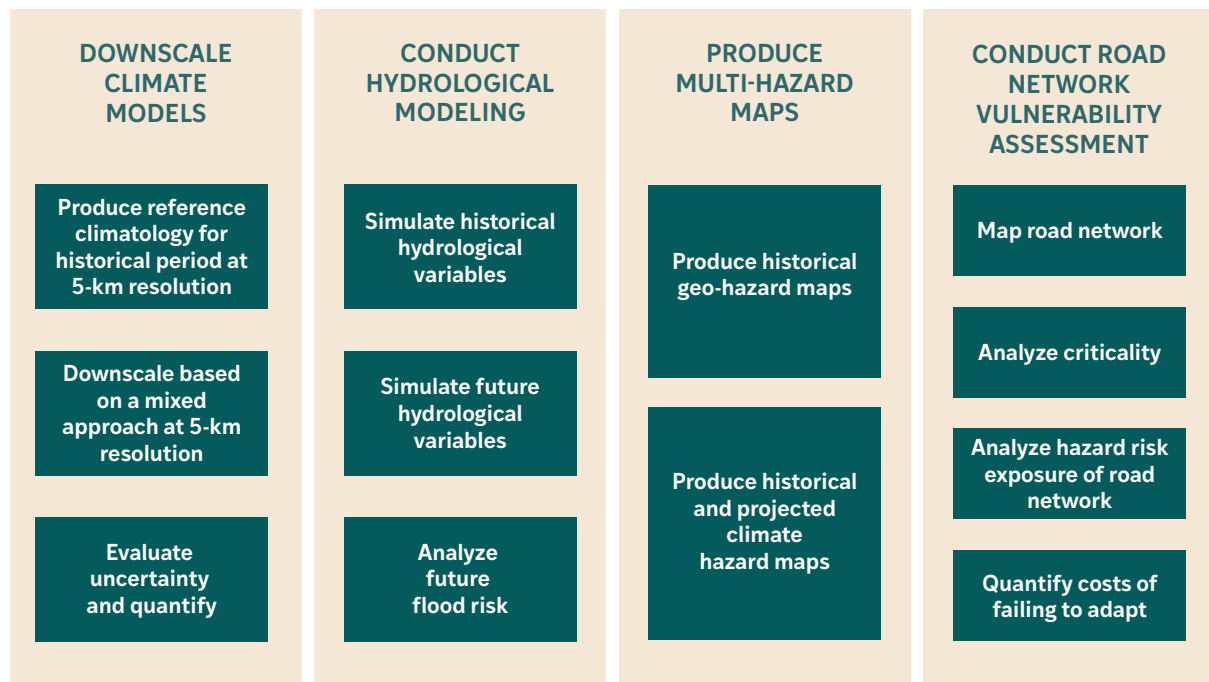 DOWNSCALE
CLIMATE
MODELS
Produce reference
climatology for
historical period at
5-km resolution
Downscale based
on a mixed
approach at 5-km
resolution
Evaluate
uncertainty
and quantify
CONDUCT
HYDROLOGICAL
MODELING
Simulate historical
hydrological
variables
Simulate future
hydrological
variables
Analyze
future
flood risk
PRODUCE
MULTI-HAZARD
MAPS
Produce historical
geo-hazard maps
Produce historical
and projected
climate
hazard maps
CONDUCT ROAD
NETWORK
VULNERABILITY
ASSESSMENT
Map road network
Analyze criticality
Analyze hazard risk
exposure of road
network
Quantify costs of
failing to adapt